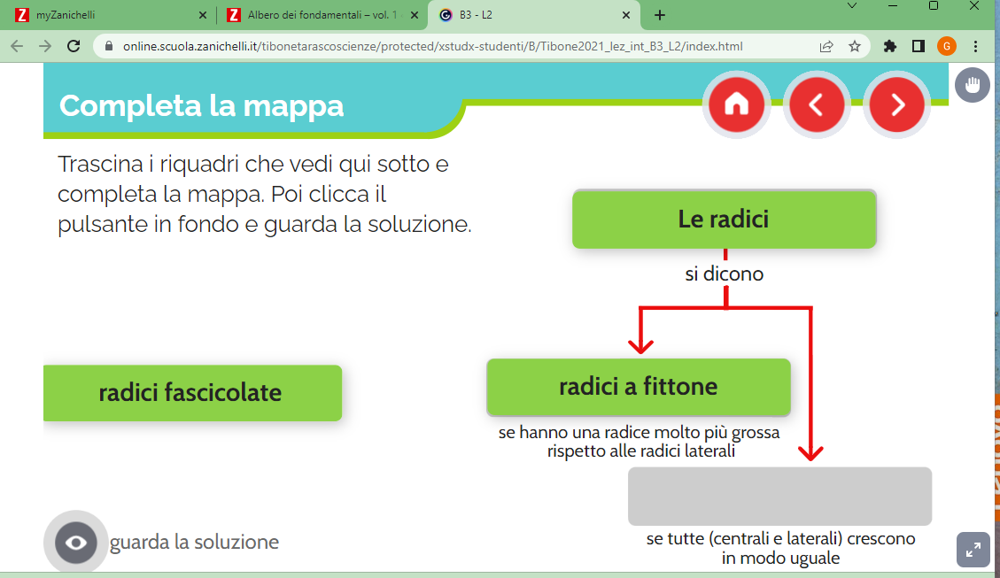 myZanichelli
Albero dei fondamentali – vol. 1
B3 - L2
online.scuola.zanichelli.it/tibonetarascoscienze/protected/xstudx-studenti/B/Tibone2021_lez_int_B3_L2/index.html
G
Completa la mappa
Trascina i riquadri che vedi qui sotto e
completa la mappa. Poi clicca il
pulsante in fondo e guarda la soluzione.
Le radici
si dicono
radici fascicolate
radici a fittone
se hanno una radice molto più grossa
rispetto alle radici laterali
se tutte (centrali e laterali) crescono
in modo uguale
guarda la soluzione